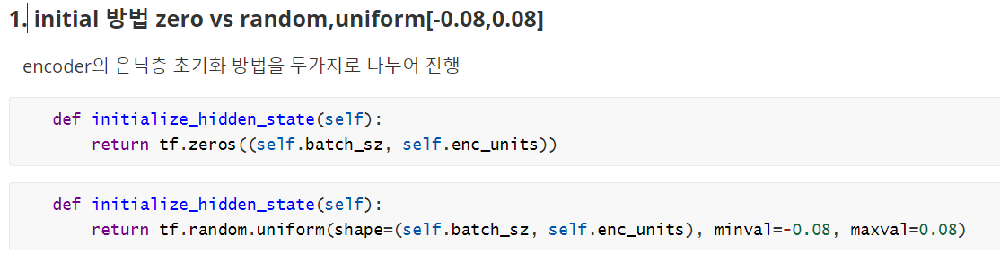 1. initial 방법 zero vs random,uniform[-0.08,0.08]
encoder의 은닉층 초기화 방법을 두가지로 나누어 진행
def initialize_hidden_state(self):
return tf.zeros((self.batch_sz, self.enc_units))
def initialize_hidden_state(self):
return tf.random.uniform(shape=(self.batch_sz, self.enc_units), minval=-0.08, maxval=0.08)